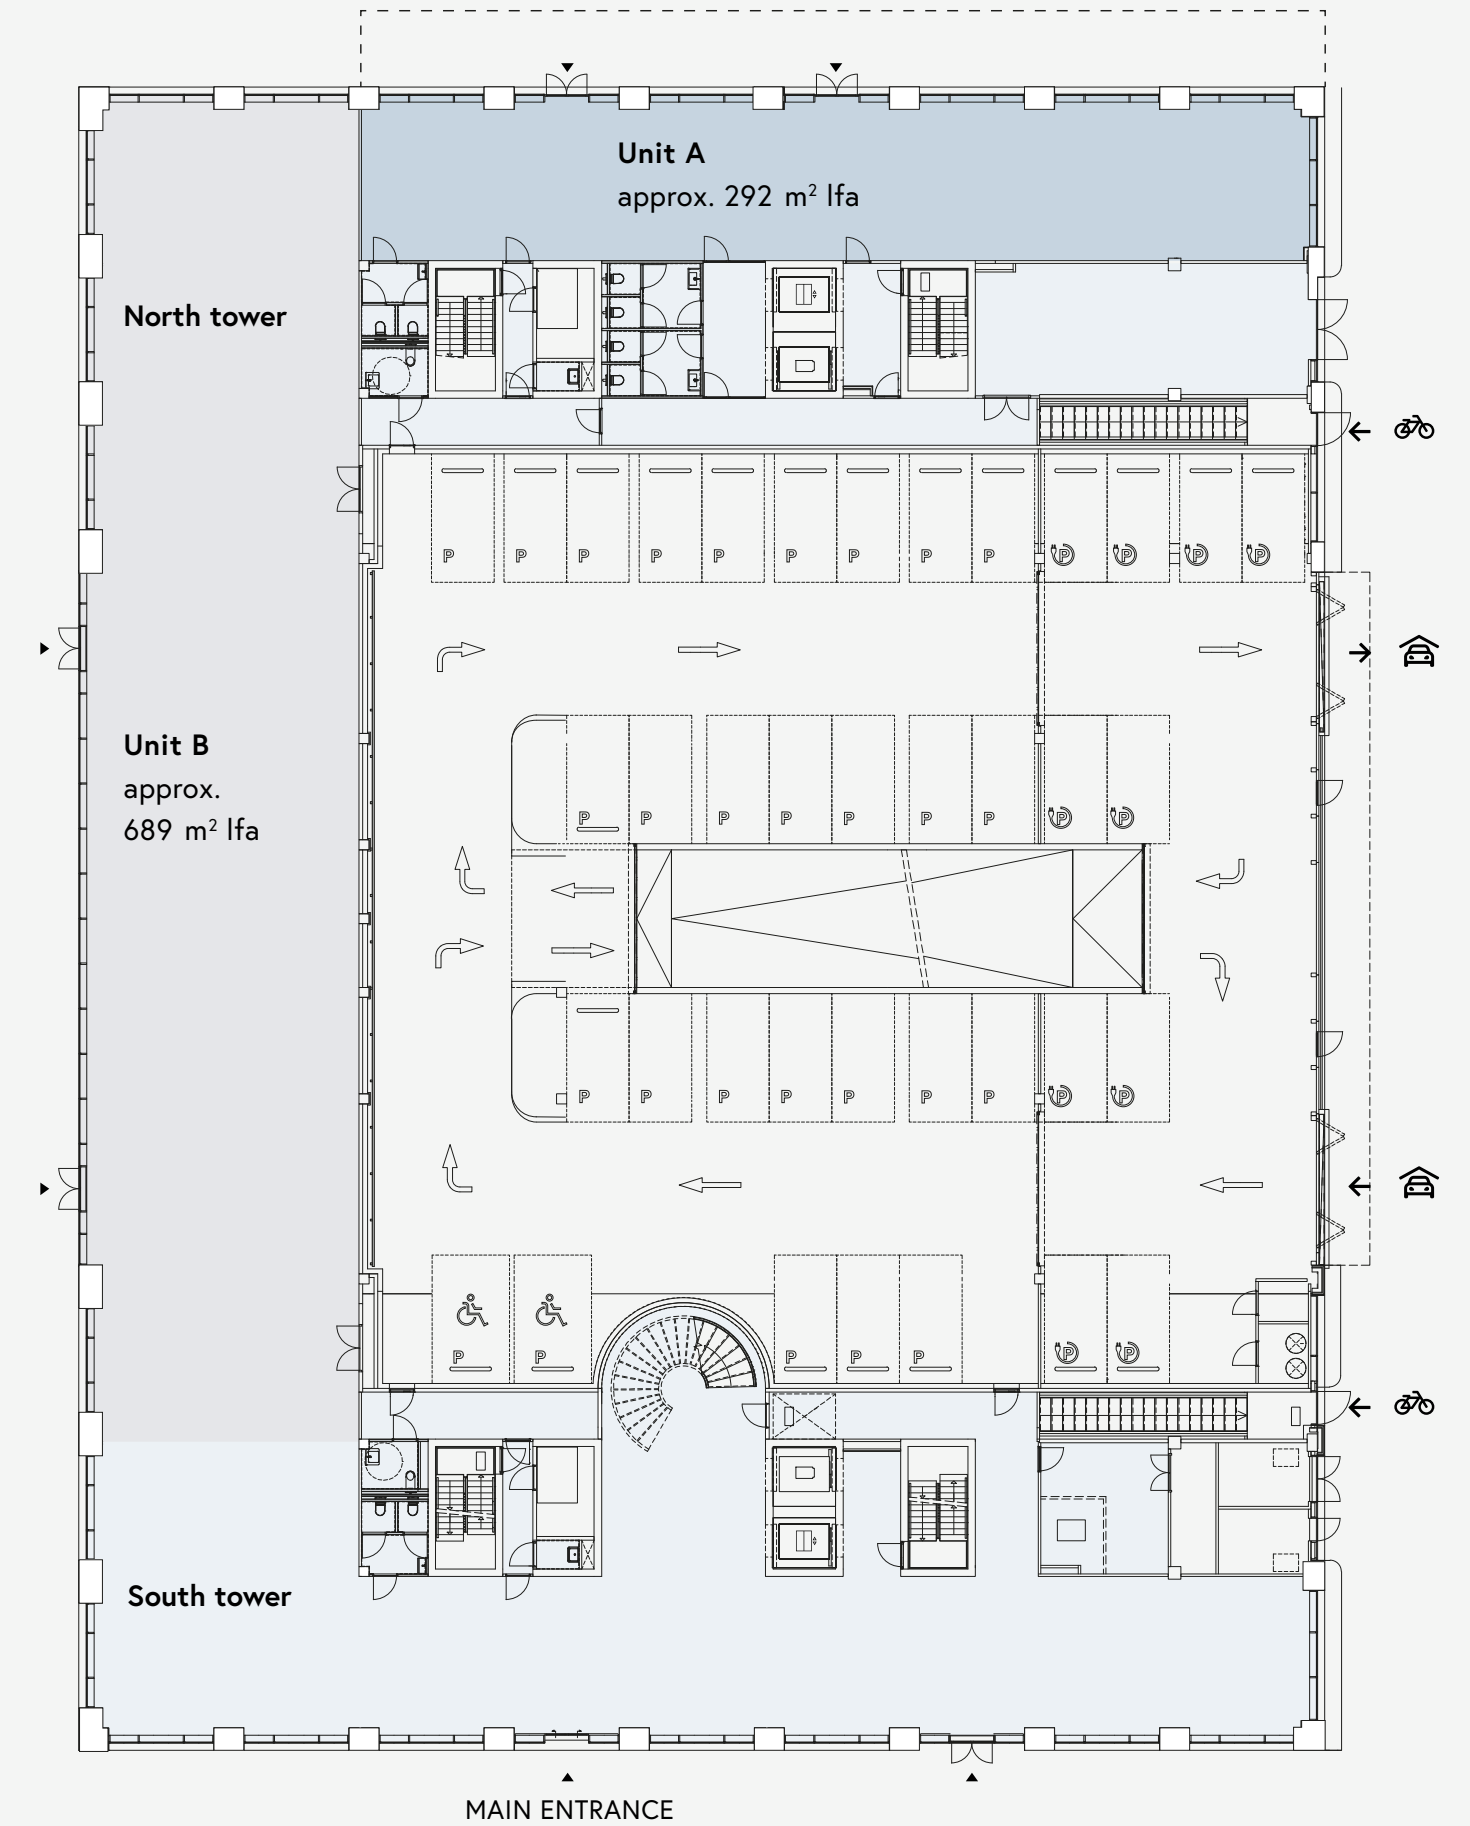 Unit A
approx. 292 m² lfa
North tower
P P P P P P P P P P P P P
Unit B
approx.
689 m² lfa
P P P P P P P P P
P P P P P P P P P
P P P P P P P
South tower
MAIN ENTRANCE